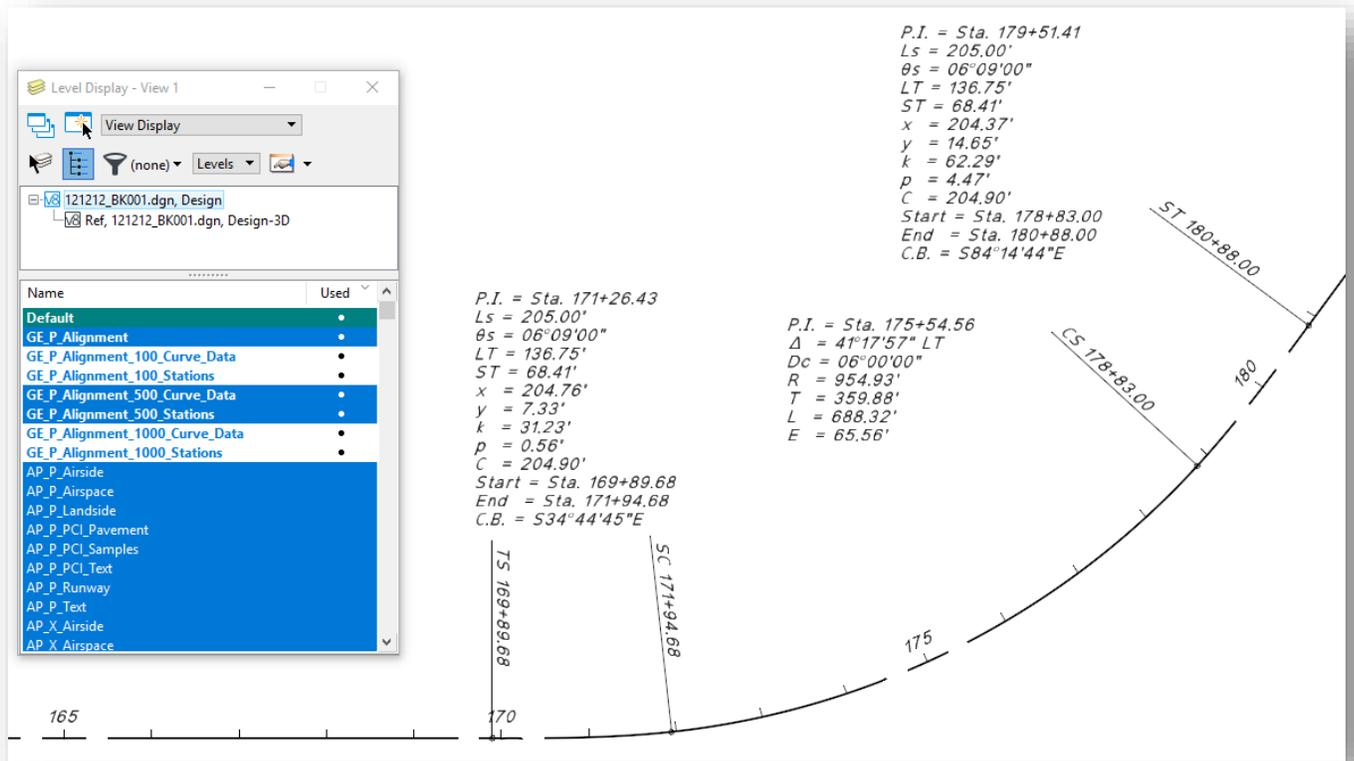 Level Display - View 1
View Display
(none)
Levels
121212_BK001.dgn, Design
Ref, 121212_BK001.dgn, Design-3D
Name Used
Default
GE_P_Alignment
GE_P_Alignment_100_Curve_Data
GE_P_Alignment_100_Stations
GE_P_Alignment_500_Curve_Data
GE_P_Alignment_500_Stations
GE_P_Alignment_1000_Curve_Data
GE_P_Alignment_1000_Stations
AP_P_Airside
AP_P_Airspace
AP_P_Landside
AP_P_PCI_Pavement
AP_P_PCI_Samples
AP_P_PCI_Text
AP_P_Runway
AP_P_Text
AP_X_Airside
AP_X_Airspace
P.I. = Sta. 171+26.43
Ls = 205.00'
θs = 06°09'00"
LT = 136.75'
ST = 68.41'
x = 204.76'
y = 7.33'
k = 31.23'
p = 0.56'
C = 204.90'
Start = Sta. 169+89.68
End = Sta. 171+94.68
C.B. = S34°44'45"E
P.I. = Sta. 175+54.56
Δ = 41°17'57" LT
Dc = 06°00'00"
R = 954.93'
T = 359.88'
L = 688.32'
E = 65.56'
P.I. = Sta. 179+51.41
Ls = 205.00'
θs = 06°09'00"
LT = 136.75'
ST = 68.41'
x = 204.37'
y = 14.65'
k = 62.29'
p = 4.47'
C = 204.90'
Start = Sta. 178+83.00
End = Sta. 180+88.00
C.B. = S84°14'44"E
TS 169+89.68
SC 171+94.68
CS 178+83.00
ST 180+88.00
165
170
175
180